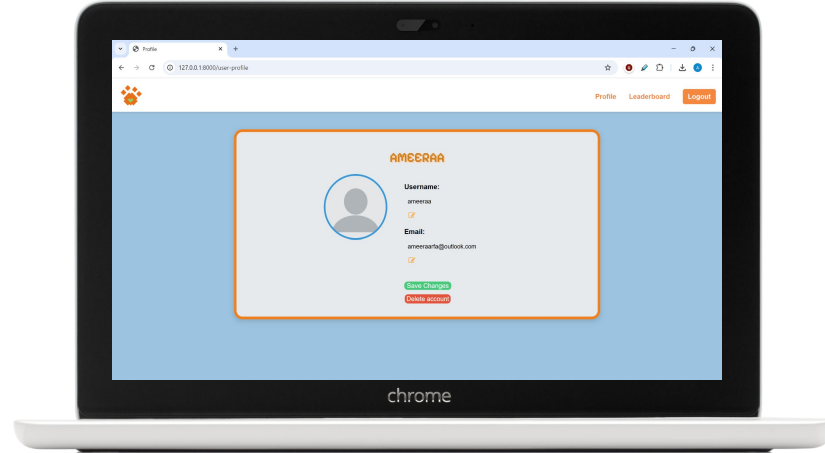 Profile
127.0.0.1:8000/user-profile
Profile Leaderboard Logout
AMEERAA
Username:
ameeraa
Email:
ameeraarfa@outlook.com
Save Changes
Delete account
chrome